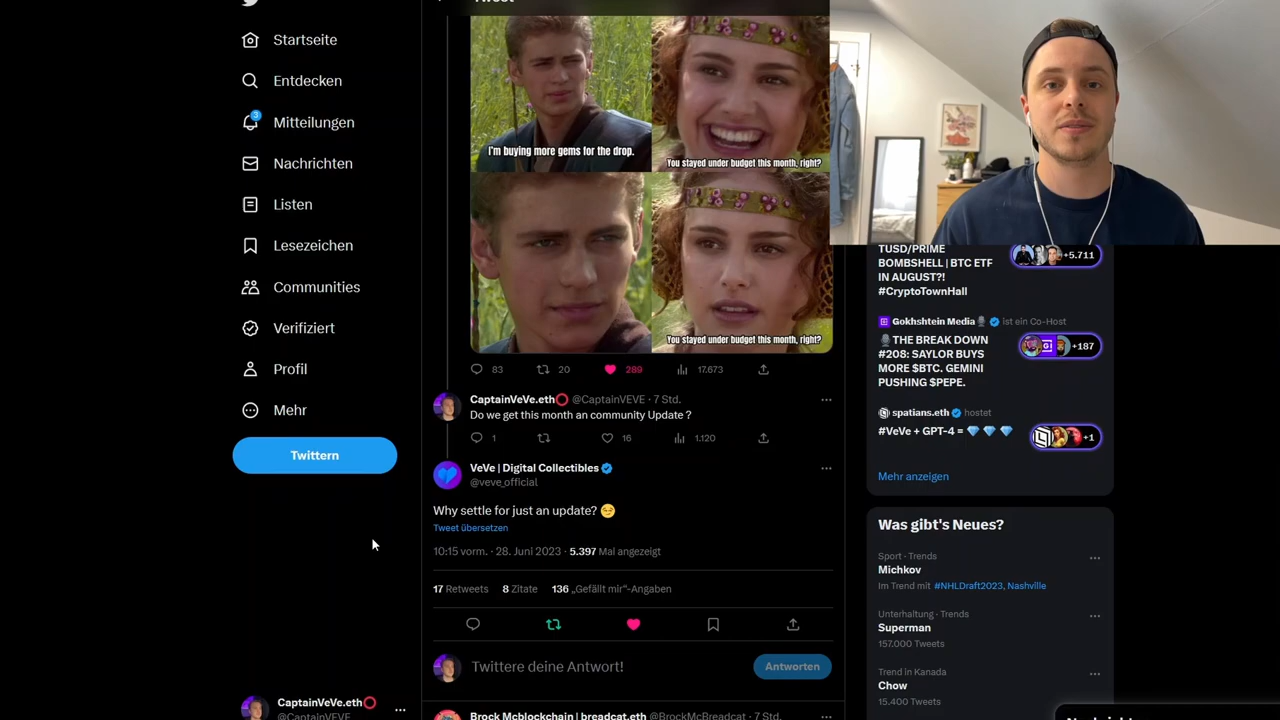 Startseite
Entdecken
3
Mitteilungen
Nachrichten
Listen
Lesezeichen
Communities
Verifiziert
Profil
Mehr
Twittern
CaptainVeVe.eth⭕
@CaptainVEVE
I'm buying more gems for the drop.
You stayed under budget this month, right?
You stayed under budget this month, right?
83 20 289 17.673
CaptainVeVe.eth⭕ @CaptainVEVE · 7 Std.
Do we get this month an community Update ?
1 16 1.120
VeVe | Digital Collectibles
@veve_official
Why settle for just an update? 😏
Tweet übersetzen
10:15 vorm. · 28. Juni 2023 · 5.397 Mal angezeigt
17 Retweets 8 Zitate 136 „Gefällt mir“-Angaben
Twittere deine Antwort!
Antworten
Brock Mcblockchain | breadcat.eth @BrockMcBreadcat · 7 Std.
TUSD/PRIME
BOMBSHELL | BTC ETF
IN AUGUST?!
#CryptoTownHall
+5.711
Gokhshtein Media🎙 ist ein Co-Host
🎙THE BREAK DOWN
#208: SAYLOR BUYS
MORE $BTC. GEMINI
PUSHING $PEPE.
+187
spatians.eth hostet
#VeVe + GPT-4 = 💎 💎 💎
+1
Mehr anzeigen
Was gibt's Neues?
Sport · Trends
Michkov
Im Trend mit #NHLDraft2023, Nashville
Unterhaltung · Trends
Superman
157.000 Tweets
Trend in Kanada
Chow
15.400 Tweets